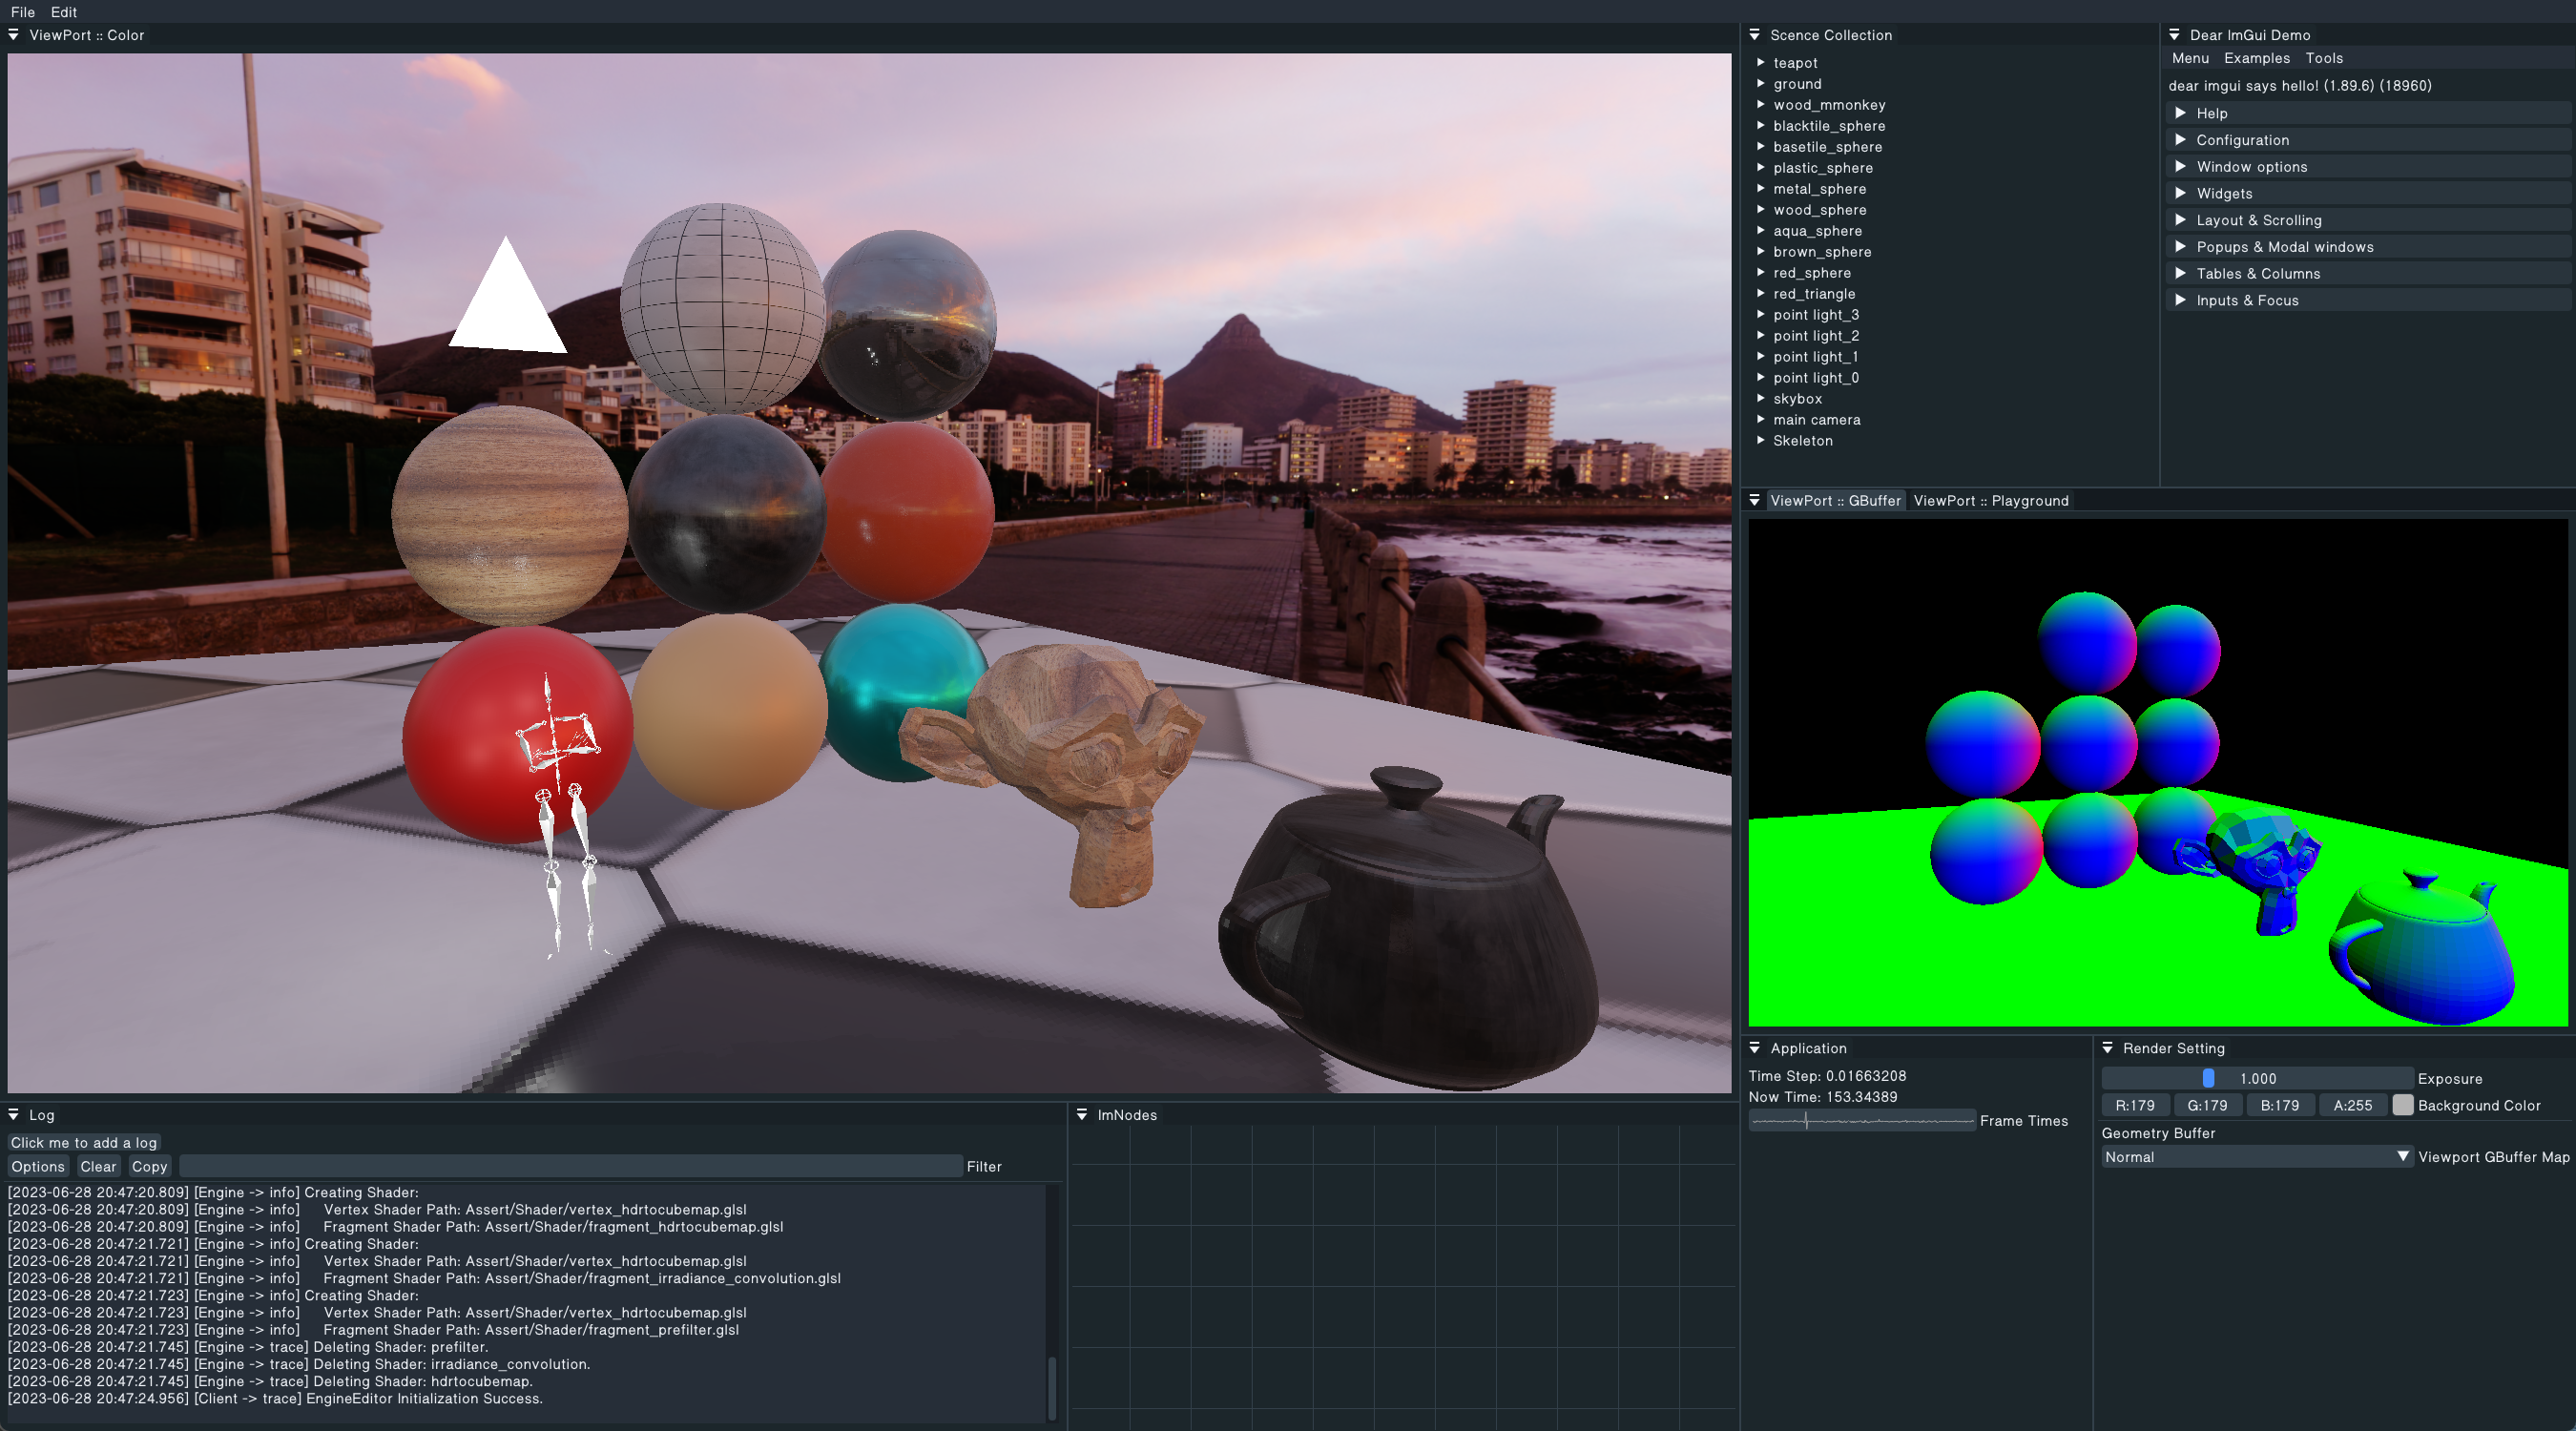 File Edit
ViewPort :: Color
Scence Collection
teapot
ground
wood_mmonkey
blacktile_sphere
basetile_sphere
plastic_sphere
metal_sphere
wood_sphere
aqua_sphere
brown_sphere
red_sphere
red_triangle
point light_3
point light_2
point light_1
point light_0
skybox
main camera
Skeleton
Dear ImGui Demo
Menu Examples Tools
dear imgui says hello! (1.89.6) (18960)
Help
Configuration
Window options
Widgets
Layout & Scrolling
Popups & Modal windows
Tables & Columns
Inputs & Focus
ViewPort :: GBuffer ViewPort :: Playground
Application
Time Step: 0.01663208
Now Time: 153.34389
Frame Times
Render Setting
1.000 Exposure
R:179 G:179 B:179 A:255 Background Color
Geometry Buffer
Normal Viewport GBuffer Map
Log
Click me to add a log
Options Clear Copy Filter
[2023-06-28 20:47:20.809] [Engine -> info] Creating Shader:
[2023-06-28 20:47:20.809] [Engine -> info] Vertex Shader Path: Assert/Shader/vertex_hdrtocubemap.glsl
[2023-06-28 20:47:20.809] [Engine -> info] Fragment Shader Path: Assert/Shader/fragment_hdrtocubemap.glsl
[2023-06-28 20:47:21.721] [Engine -> info] Creating Shader:
[2023-06-28 20:47:21.721] [Engine -> info] Vertex Shader Path: Assert/Shader/vertex_hdrtocubemap.glsl
[2023-06-28 20:47:21.721] [Engine -> info] Fragment Shader Path: Assert/Shader/fragment_irradiance_convolution.glsl
[2023-06-28 20:47:21.723] [Engine -> info] Creating Shader:
[2023-06-28 20:47:21.723] [Engine -> info] Vertex Shader Path: Assert/Shader/vertex_hdrtocubemap.glsl
[2023-06-28 20:47:21.723] [Engine -> info] Fragment Shader Path: Assert/Shader/fragment_prefilter.glsl
[2023-06-28 20:47:21.745] [Engine -> trace] Deleting Shader: prefilter.
[2023-06-28 20:47:21.745] [Engine -> trace] Deleting Shader: irradiance_convolution.
[2023-06-28 20:47:21.745] [Engine -> trace] Deleting Shader: hdrtocubemap.
[2023-06-28 20:47:24.956] [Client -> trace] EngineEditor Initialization Success.
ImNodes